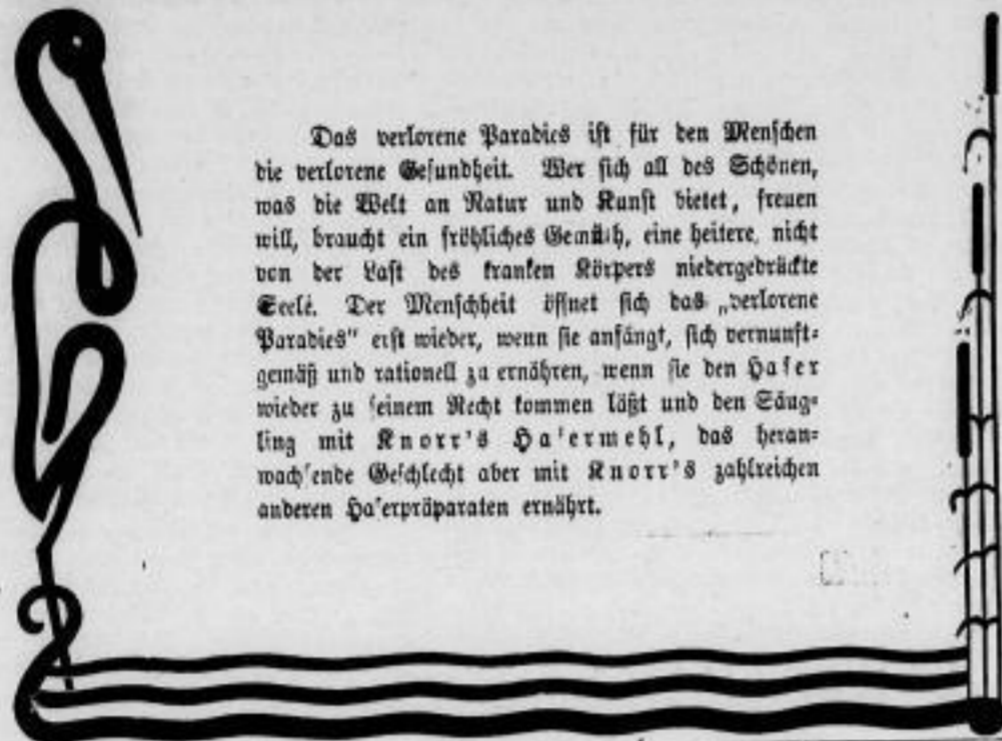 Das verlorene Paradies ist für den Menschen
die verlorene Gesundheit. Wer sich all des Schönen,
was die Welt an Natur und Kunst bietet, freuen
will, braucht ein fröhliches Gemüth, eine heitere, nicht
von der Last des kranken Körpers niedergedrückte
Seele. Der Menschheit öffnet sich das „verlorene
Paradies" erst wieder, wenn sie anfängt, sich vernunft-
gemäß und rationell zu ernähren, wenn sie den Hafer
wieder zu seinem Recht kommen läßt und den Säug-
ling mit Knorr's Hafermehl, das heran-
wachsende Geschlecht aber mit Knorr's zahlreichen
anderen Haferpräparaten ernährt.